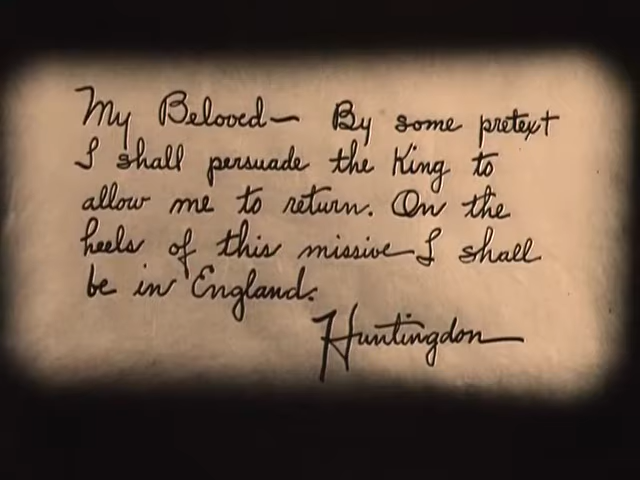 My Beloved— By some pretext
I shall persuade the King to
allow me to return. On the
heels of this missive I shall
be in England.
Huntingdon